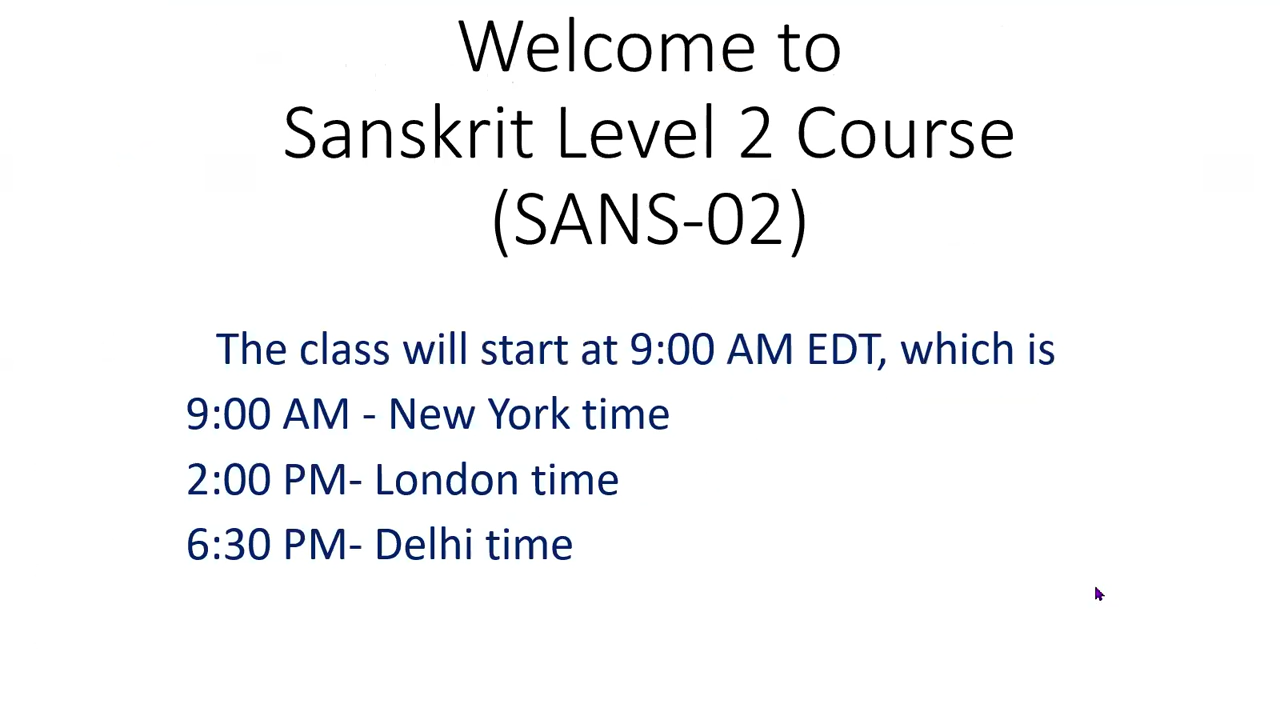 Welcome to
Sanskrit Level 2 Course
(SANS-02)
The class will start at 9:00 AM EDT, which is
9:00 AM - New York time
2:00 PM- London time
6:30 PM- Delhi time